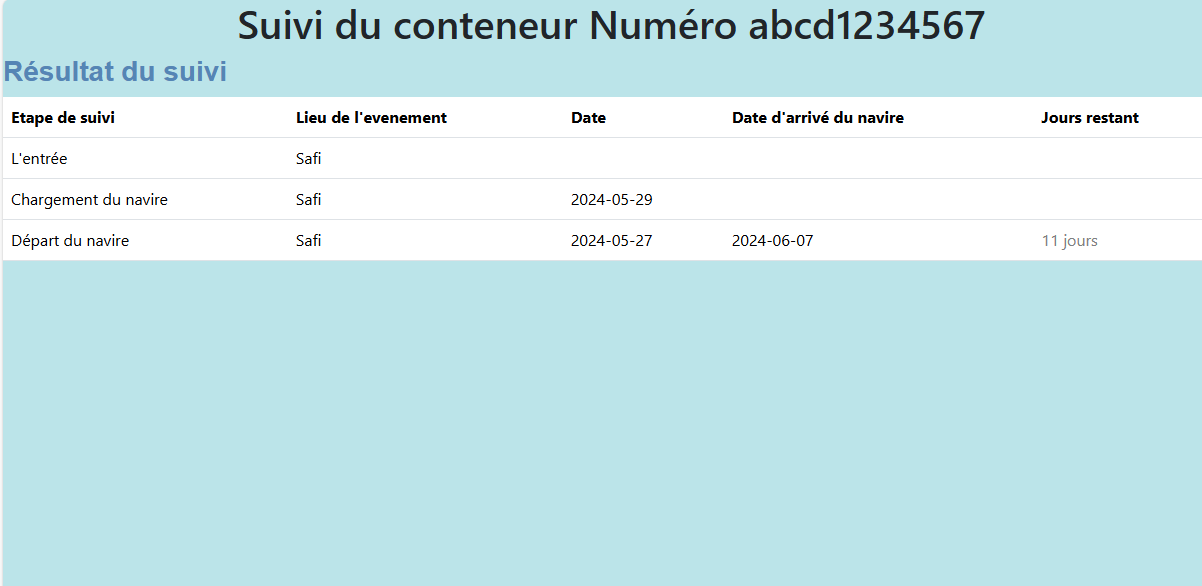 Suivi du conteneur Numéro abcd1234567
Résultat du suivi
Etape de suivi Lieu de l'evenement Date Date d'arrivé du navire Jours restant
L'entrée Safi
Chargement du navire Safi 2024-05-29
Départ du navire Safi 2024-05-27 2024-06-07 11 jours